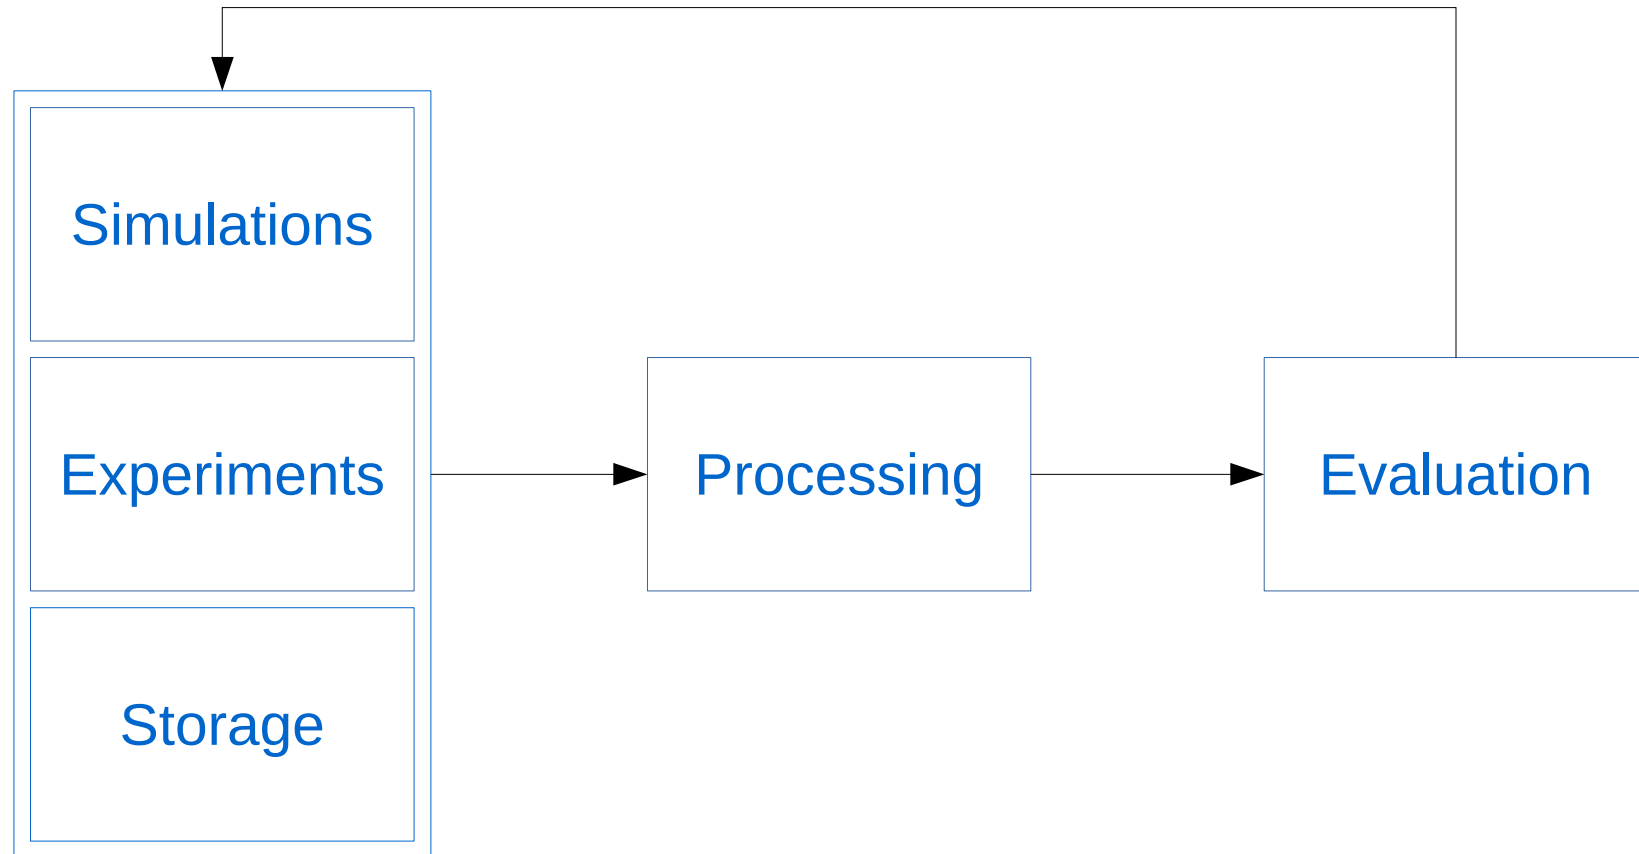 Simulations
Experiments
Processing
Evaluation
Storage